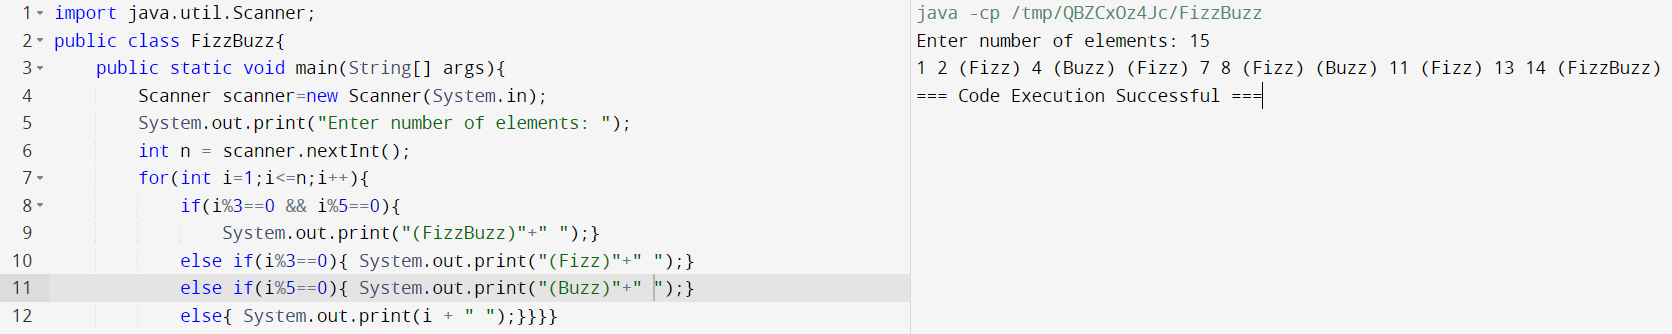 1 import java.util.Scanner;
2 public class FizzBuzz{
3 public static void main(String[] args){
4 Scanner scanner=new Scanner(System.in);
5 System.out.print("Enter number of elements: ");
6 int n = scanner.nextInt();
7 for(int i=1;i<=n;i++){
8 if(i%3==0 && i%5==0){
9 System.out.print("(FizzBuzz)"+" ");}
10 else if(i%3==0){ System.out.print("(Fizz)"+" ");}
11 else if(i%5==0){ System.out.print("(Buzz)"+" ");}
12 else{ System.out.print(i + " ");}}}}
java -cp /tmp/QBZCxOz4Jc/FizzBuzz
Enter number of elements: 15
1 2 (Fizz) 4 (Buzz) (Fizz) 7 8 (Fizz) (Buzz) 11 (Fizz) 13 14 (FizzBuzz)
=== Code Execution Successful ===